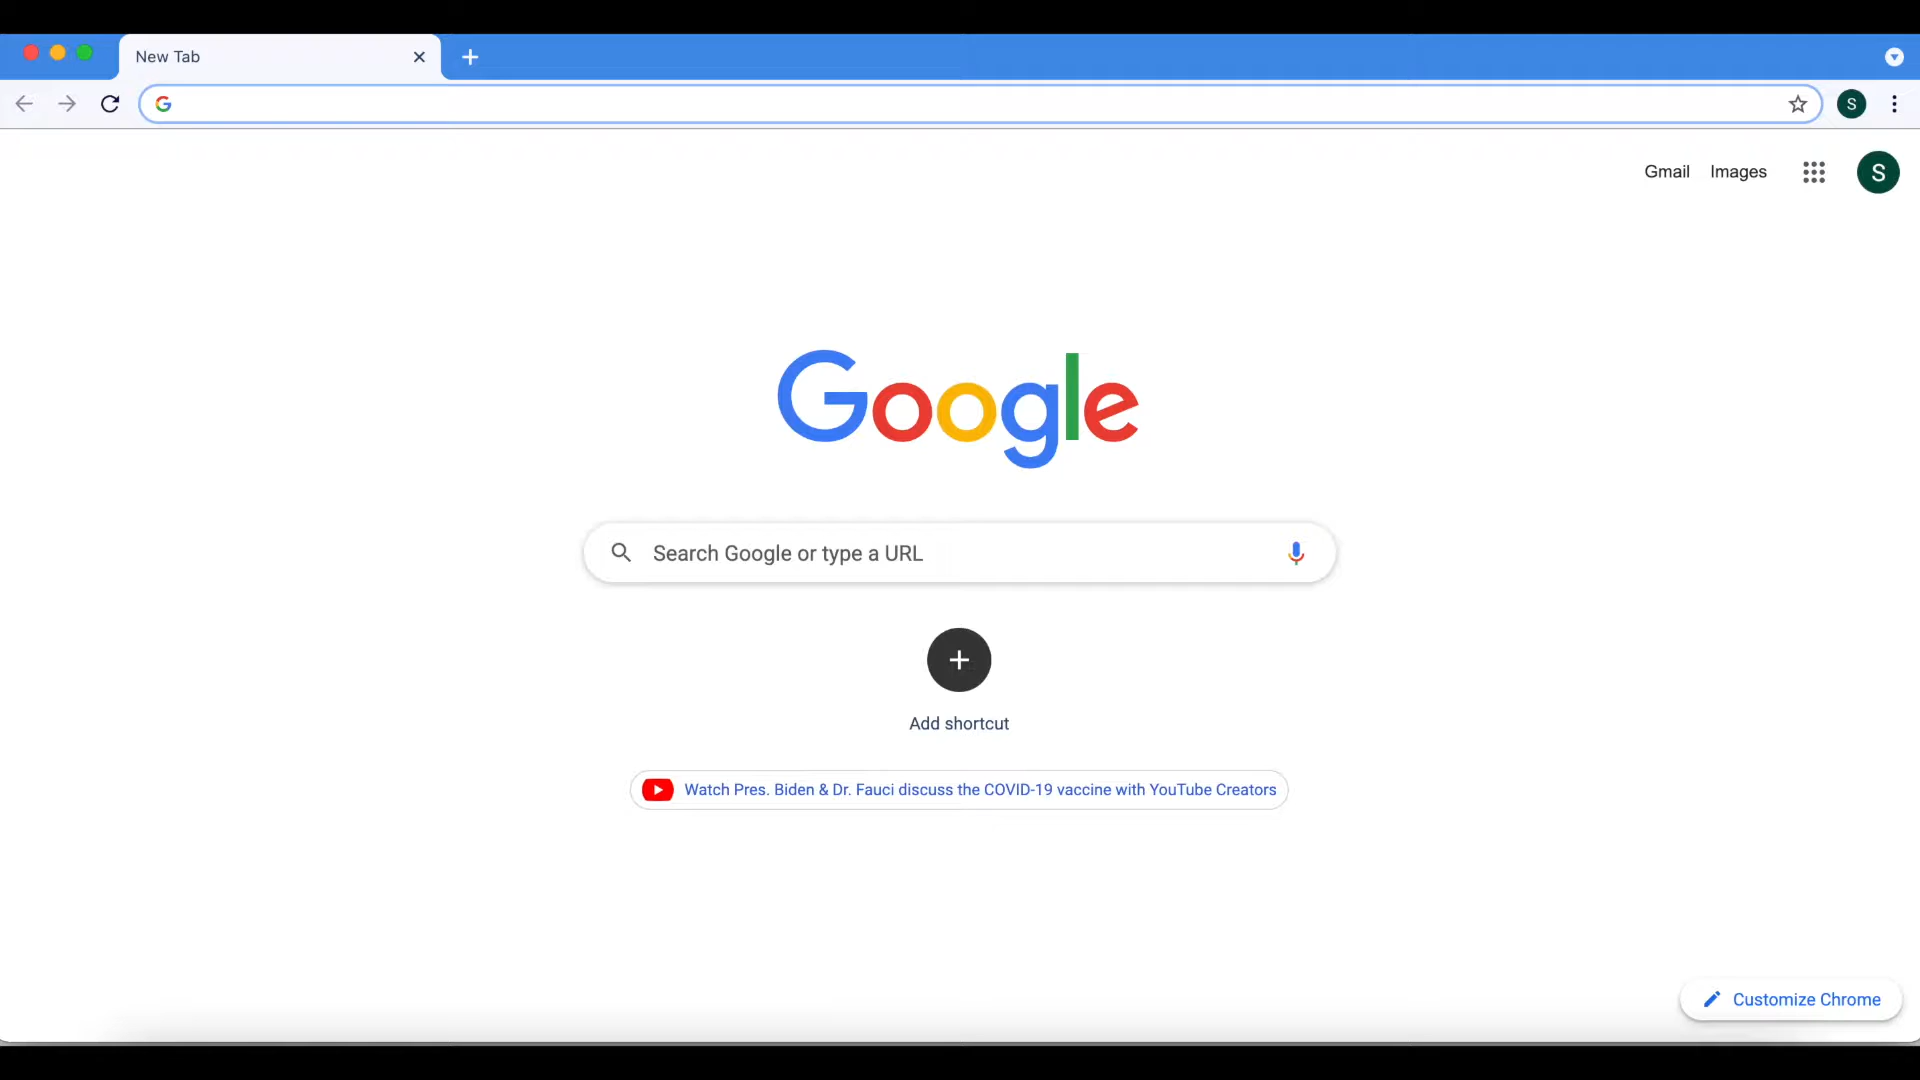 New Tab
S
Gmail Images S
Google
Search Google or type a URL
Add shortcut
Watch Pres. Biden & Dr. Fauci discuss the COVID-19 vaccine with YouTube Creators
Customize Chrome